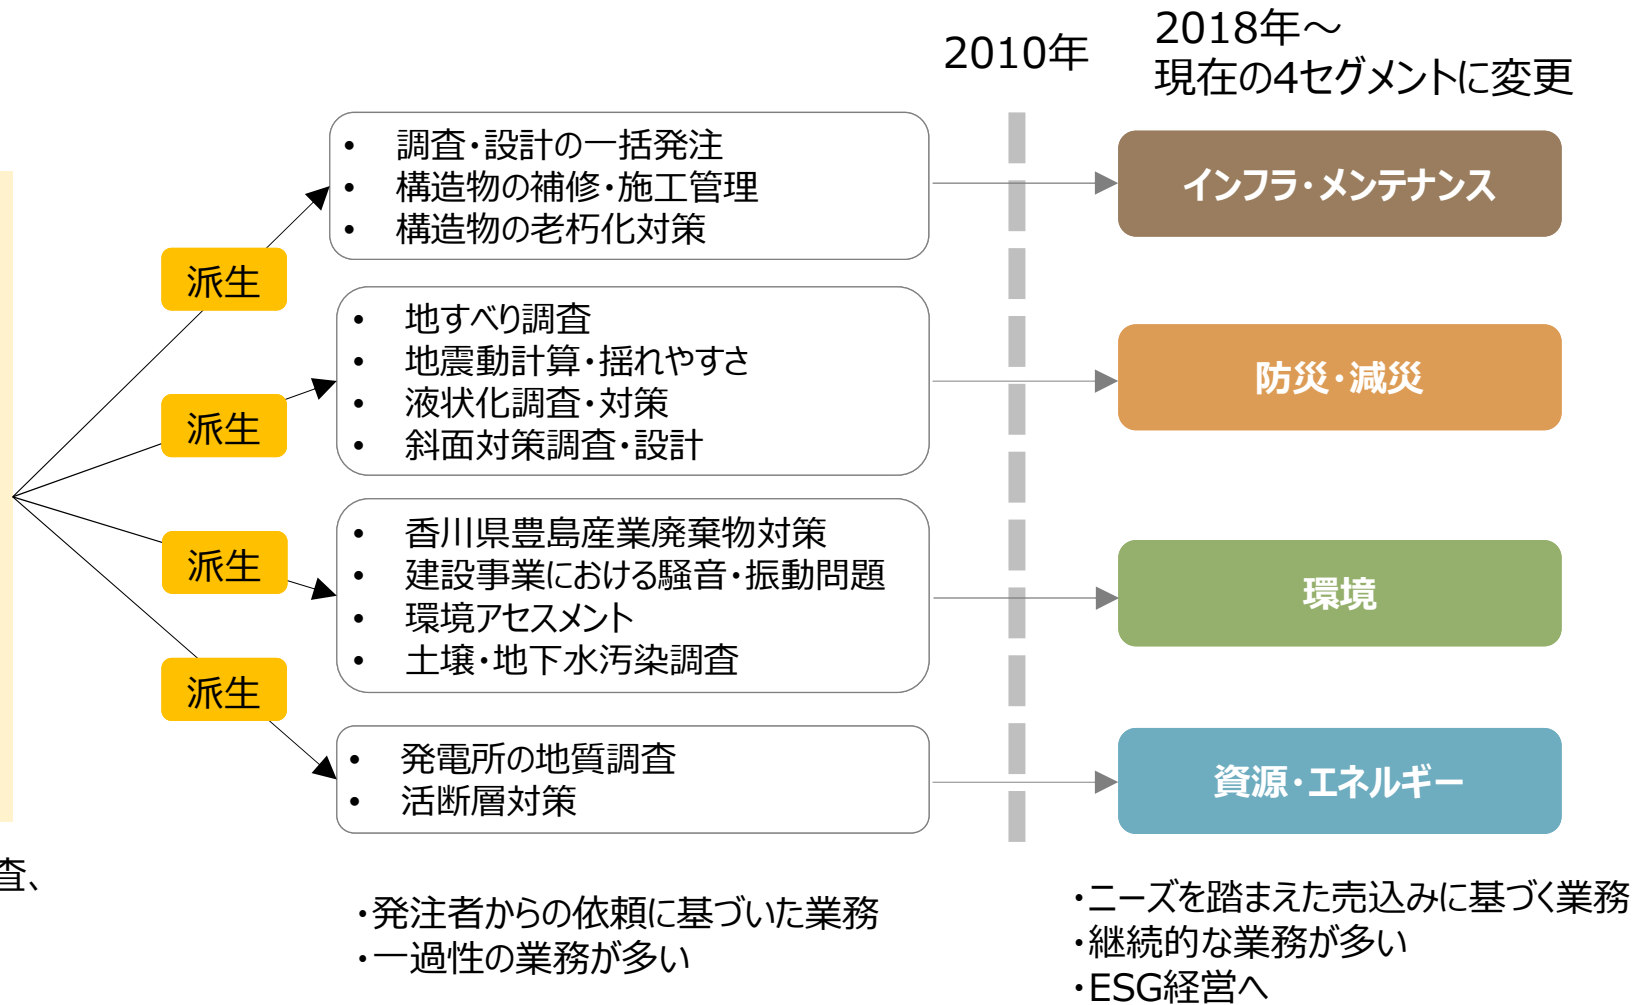 2010年
2018年～
現在の4セグメントに変更
派生
• 調査・設計の一括発注
• 構造物の補修・施工管理
• 構造物の老朽化対策
インフラ・メンテナンス
派生
• 地すべり調査
• 地震動計算・揺れやすさ
• 液状化調査・対策
• 斜面対策調査・設計
防災・減災
派生
• 香川県豊島産業廃棄物対策
• 建設事業における騒音・振動問題
• 環境アセスメント
• 土壌・地下水汚染調査
環境
派生
• 発電所の地質調査
• 活断層対策
資源・エネルギー
査、
・発注者からの依頼に基づいた業務
・一過性の業務が多い
・ニーズを踏まえた売込みに基づく業務
・継続的な業務が多い
・ESG経営へ